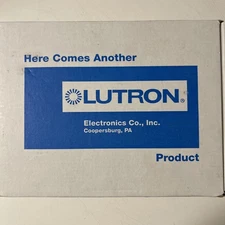 Here Comes Another
LUTRON®
Electronics Co., Inc.
Coopersburg, PA
Product